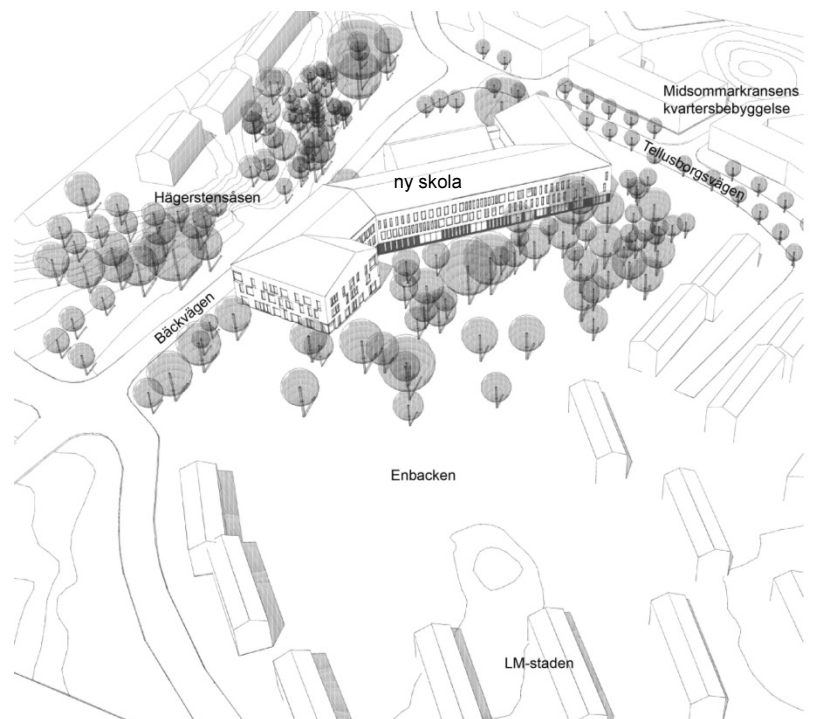 Midsommarkransens
kvartersbebyggelse
Tellusborgsvägen
ny skola
Hägerstensåsen
Bäckvägen
Enbacken
LM-staden